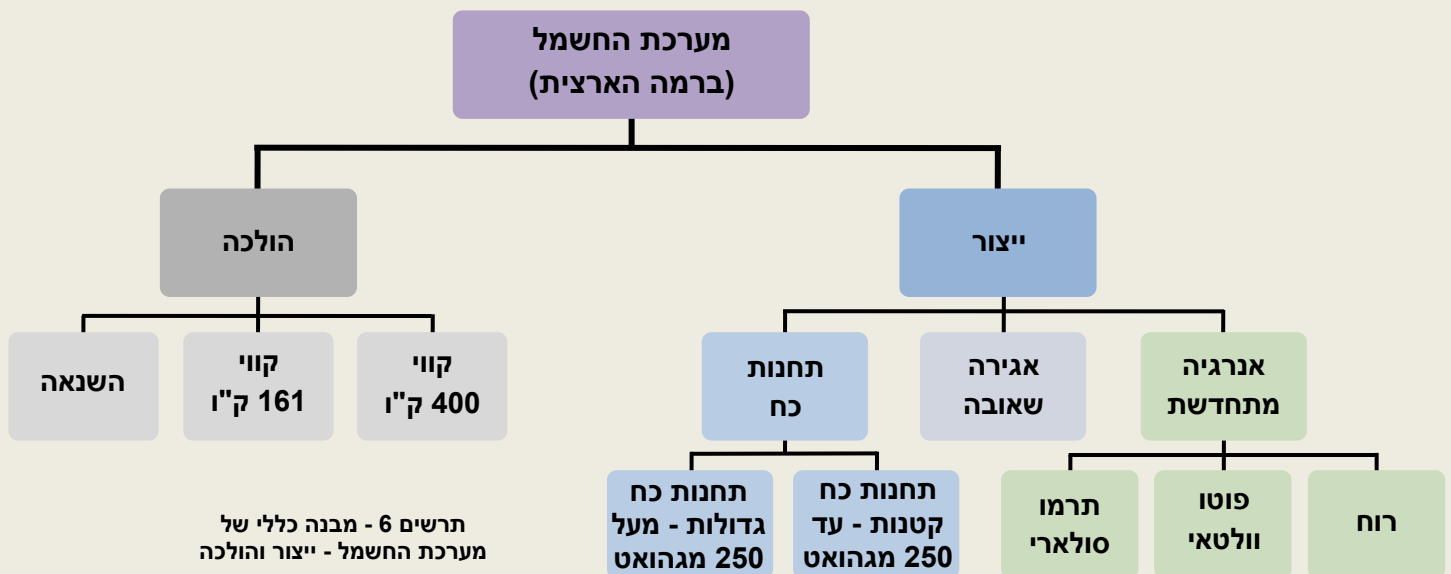 מערכת החשמל
(ברמה הארצית)
ייצור
הולכה
אנרגיה
מתחדשת
אגירה
שאובה
תחנות
כח
קווי
400 ק"ו
קווי
161 ק"ו
השנאה
רוח
פוטו
וולטאי
תרמו
סולארי
תחנות כח
קטנות - עד
250 מגהואט
תחנות כח
גדולות - מעל
250 מגהואט
תרשים 6 - מבנה כללי של
מערכת החשמל - ייצור והולכה